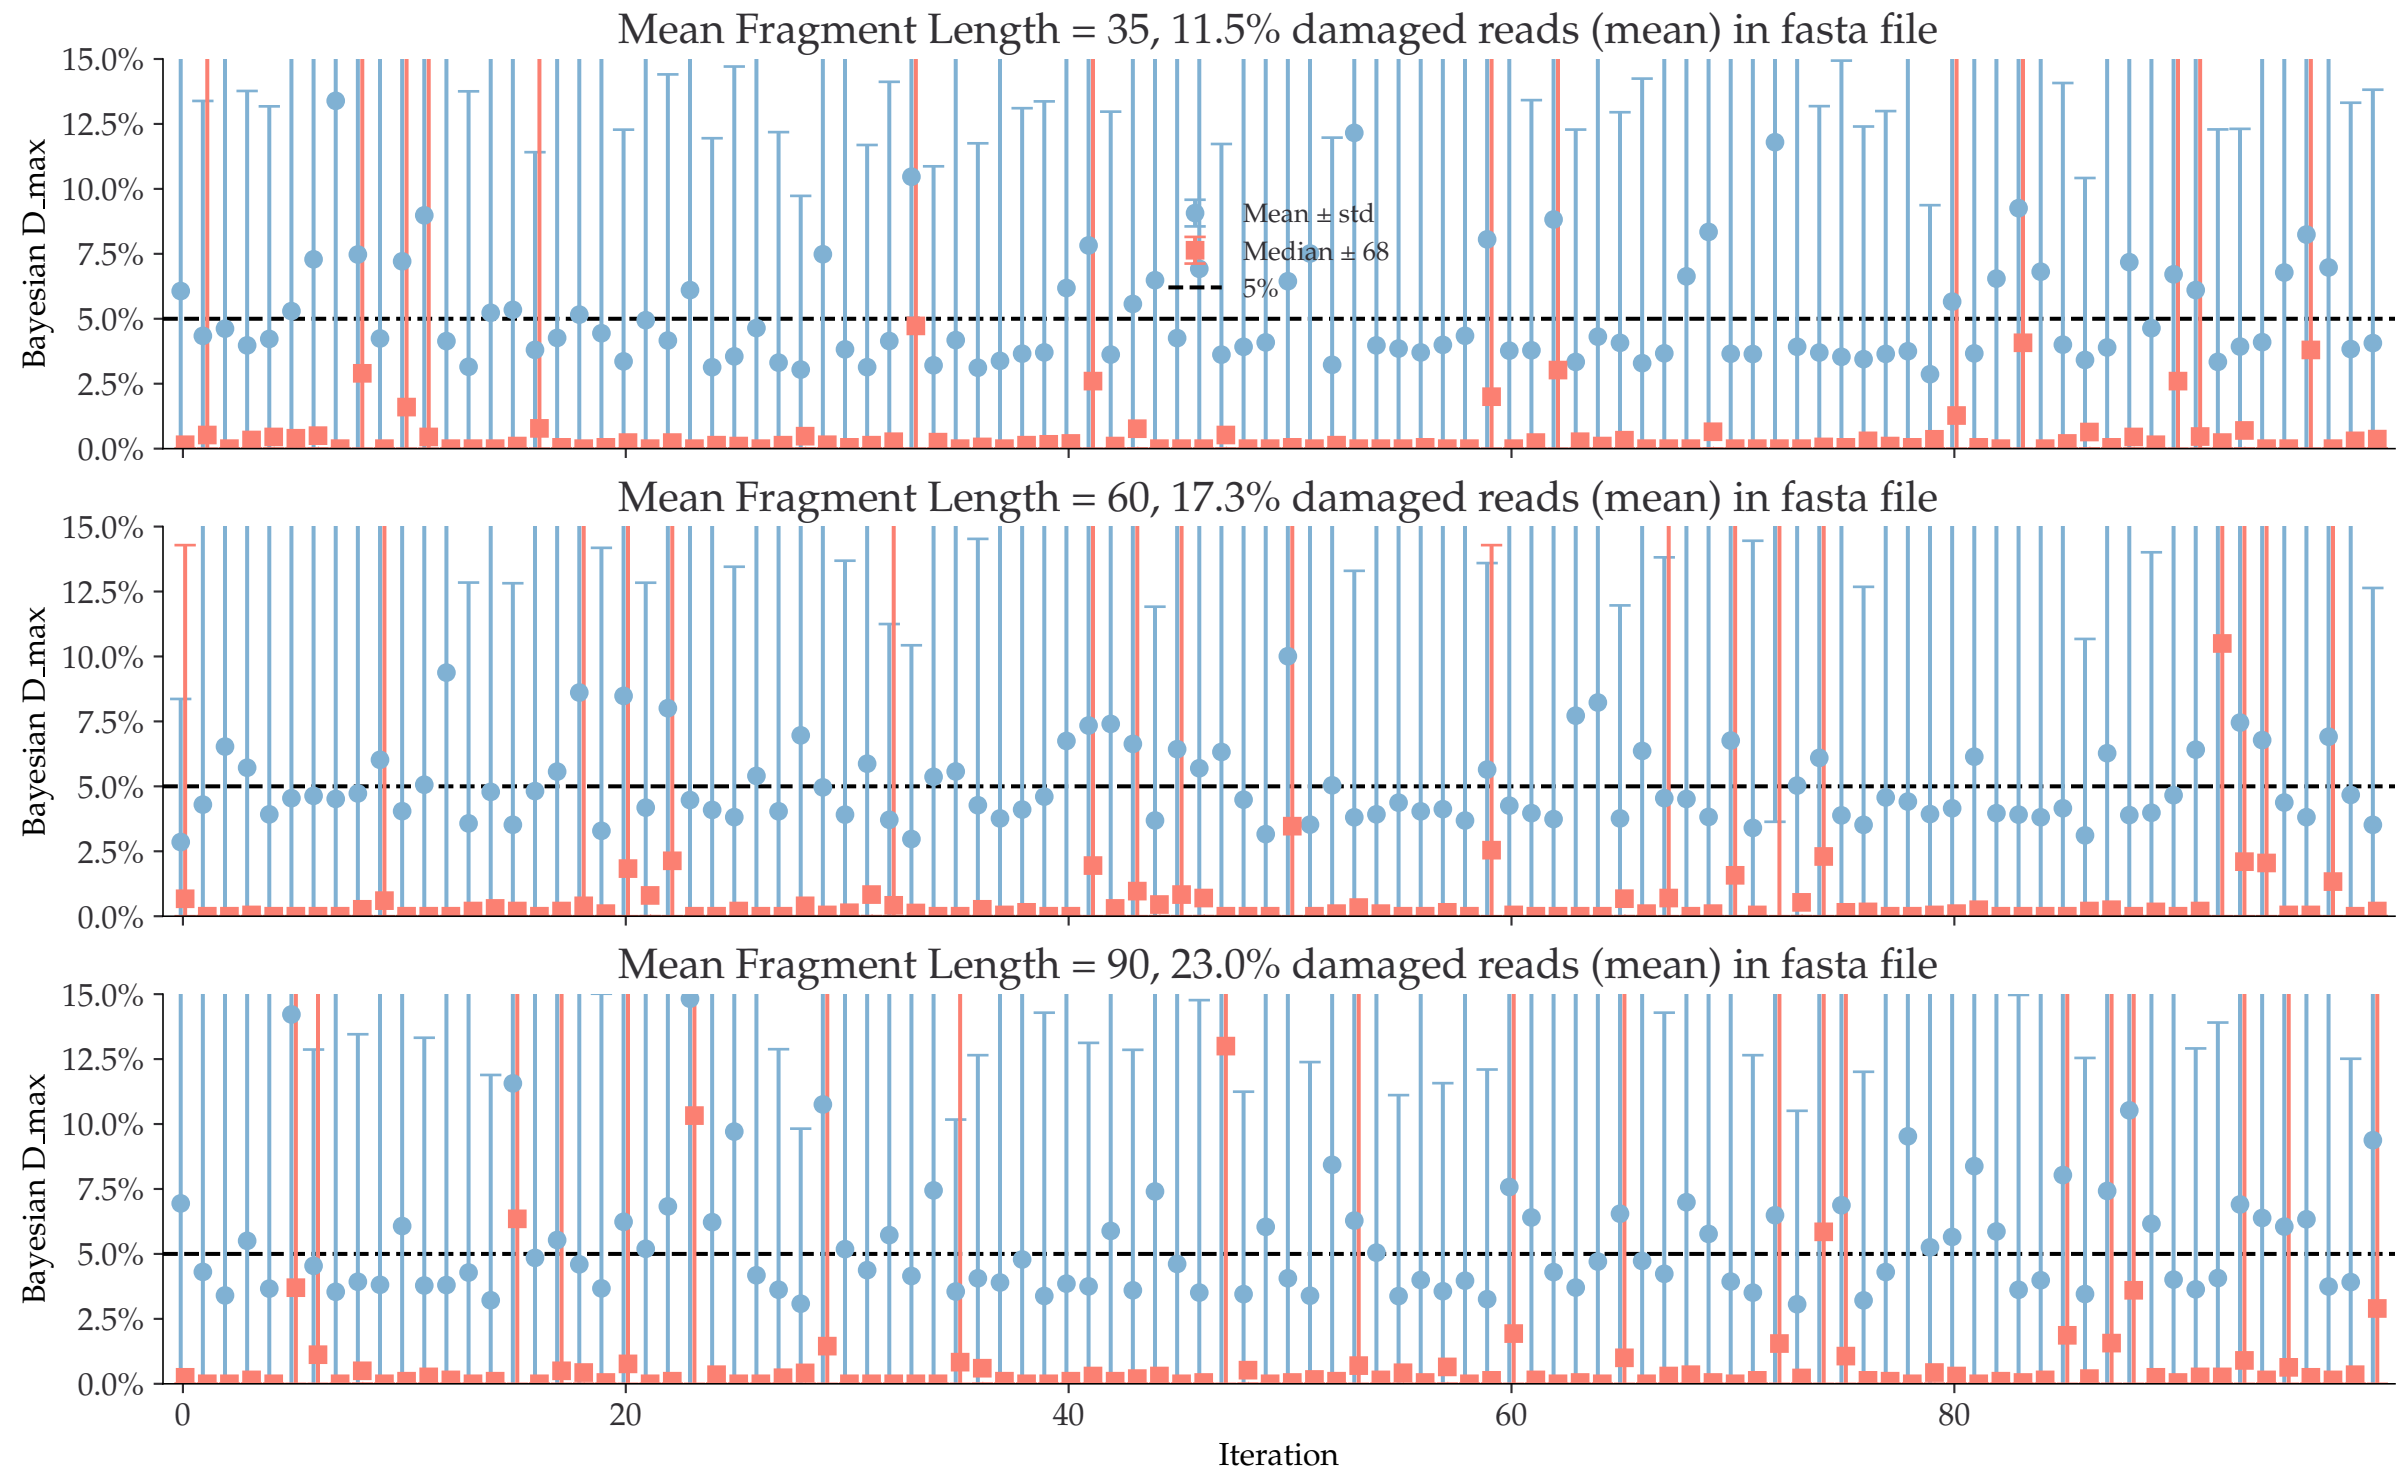 Mean Fragment Length = 35, 11.5% damaged reads (mean) in fasta file
15.0%
12.5%
10.0%
7.5%
5.0%
2.5%
0.0%
Bayesian D_max
Mean ± std
Median ± 68
5%
Mean Fragment Length = 60, 17.3% damaged reads (mean) in fasta file
15.0%
12.5%
10.0%
7.5%
5.0%
2.5%
0.0%
Bayesian D_max
Mean Fragment Length = 90, 23.0% damaged reads (mean) in fasta file
15.0%
12.5%
10.0%
7.5%
5.0%
2.5%
0.0%
Bayesian D_max
0 20 40 60 80
Iteration